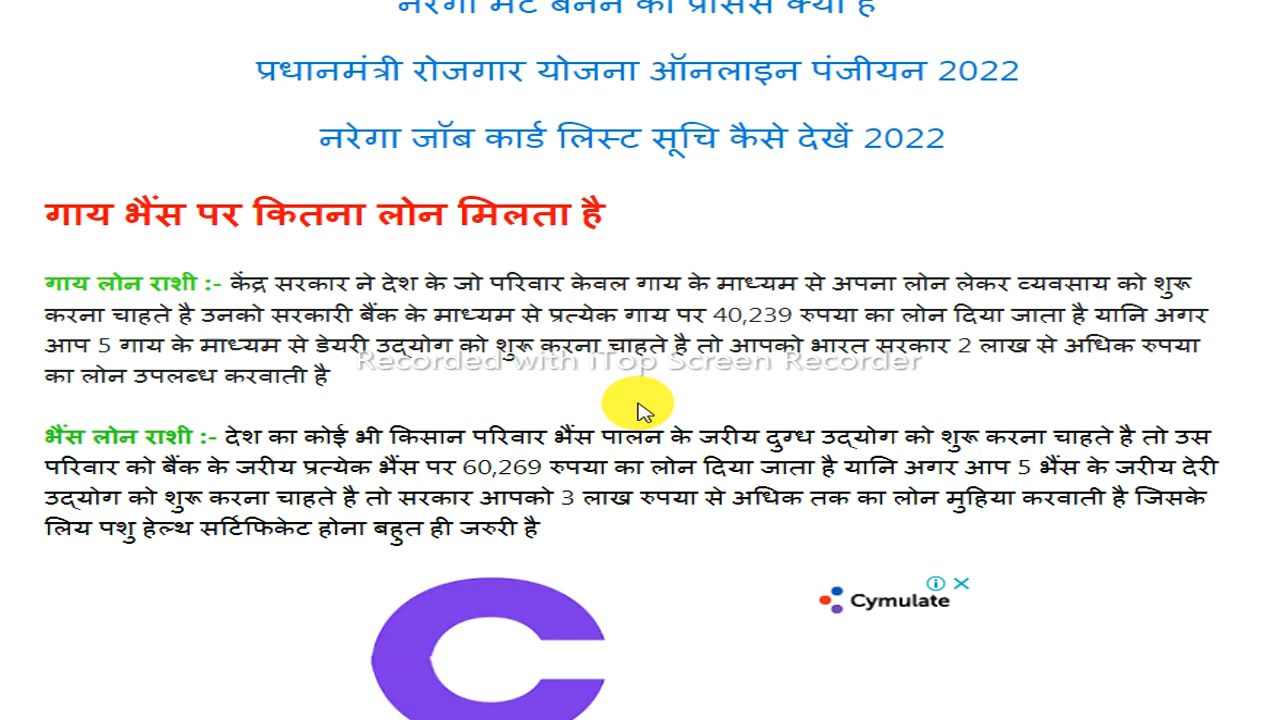 नरेगा मेट बनने की प्रोसेस क्या है
प्रधानमंत्री रोजगार योजना ऑनलाइन पंजीयन 2022
नरेगा जॉब कार्ड लिस्ट सूचि कैसे देखें 2022
गाय भैंस पर कितना लोन मिलता है
गाय लोन राशी :- केंद्र सरकार ने देश के जो परिवार केवल गाय के माध्यम से अपना लोन लेकर व्यवसाय को शुरू
करना चाहते है उनको सरकारी बैंक के माध्यम से प्रत्येक गाय पर 40,239 रुपया का लोन दिया जाता है यानि अगर
आप 5 गाय के माध्यम से डेयरी उद्योग को शुरू करना चाहते है तो आपको भारत सरकार 2 लाख से अधिक रुपया
Recorded with iTop Screen Recorder
का लोन उपलब्ध करवाती है
भैंस लोन राशी :- देश का कोई भी किसान परिवार भैंस पालन के जरीय दुग्ध उद्योग को शुरू करना चाहते है तो उस
परिवार को बैंक के जरीय प्रत्येक भैंस पर 60,269 रुपया का लोन दिया जाता है यानि अगर आप 5 भैंस के जरीय देरी
उद्योग को शुरू करना चाहते है तो सरकार आपको 3 लाख रुपया से अधिक तक का लोन मुहिया करवाती है जिसके
लिय पशु हेल्थ सर्टिफिकेट होना बहुत ही जरुरी है
Cymulate